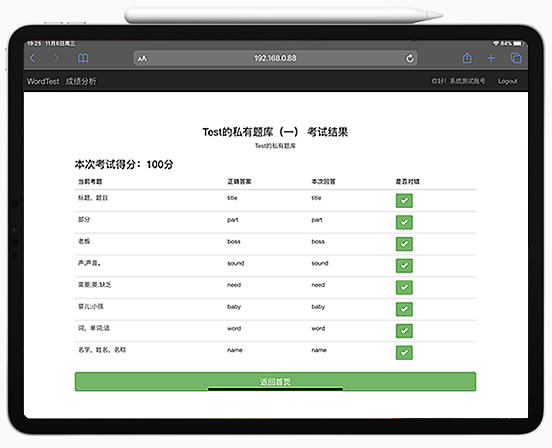 19:25 11月6日周三
84%
AA 192.168.0.88
WordTest 成绩分析 你好！系统测试账号 Logout
Test的私有题库（一） 考试结果
Test的私有题库
本次考试得分：100分
当前考题 正确答案 本次回答 是否对错
标题，题目 title title
部分 part part
老板 boss boss
声;声音。 sound sound
需要;要;缺乏 need need
婴儿;小孩 baby baby
词，单词;话 word word
名字，姓名，名称 name name
返回首页